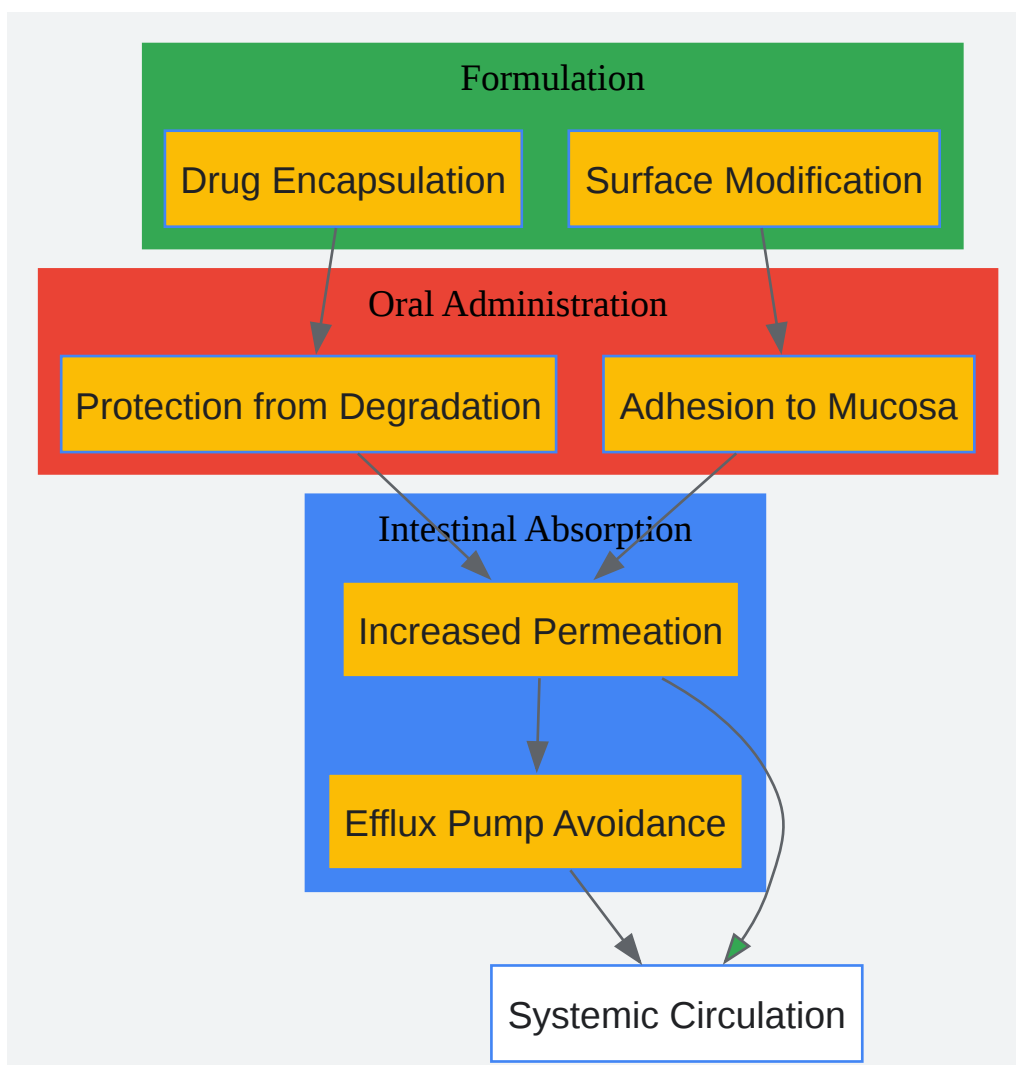 Formulation
Drug Encapsulation
Surface Modification
Oral Administration
Protection from Degradation
Adhesion to Mucosa
Intestinal Absorption
Increased Permeation
Efflux Pump Avoidance
Systemic Circulation